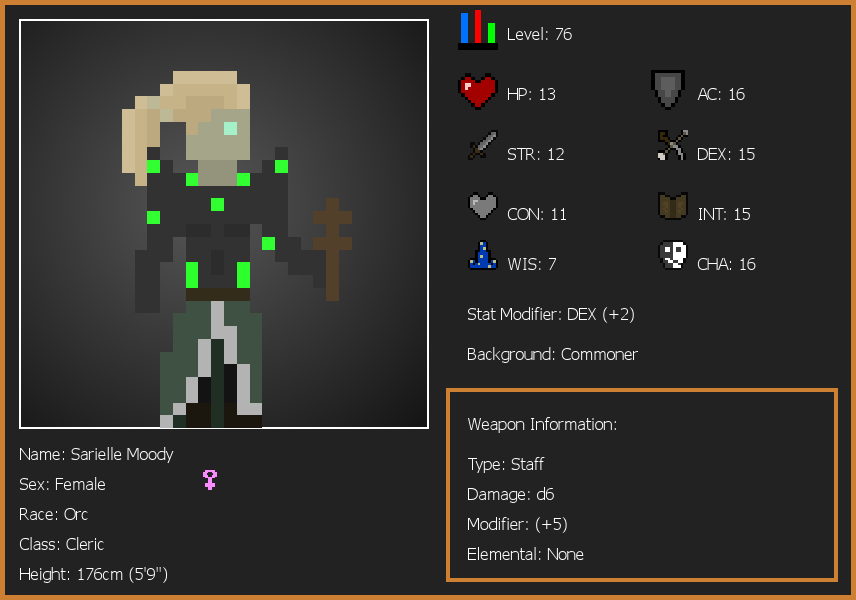 Level: 76
HP: 13
AC: 16
STR: 12
DEX: 15
CON: 11
INT: 15
WIS: 7
CHA: 16
Stat Modifier: DEX (+2)
Background: Commoner
Weapon Information:
Type: Staff
Damage: d6
Modifier: (+5)
Elemental: None
Name: Sarielle Moody
Sex: Female
Race: Orc
Class: Cleric
Height: 176cm (5'9")